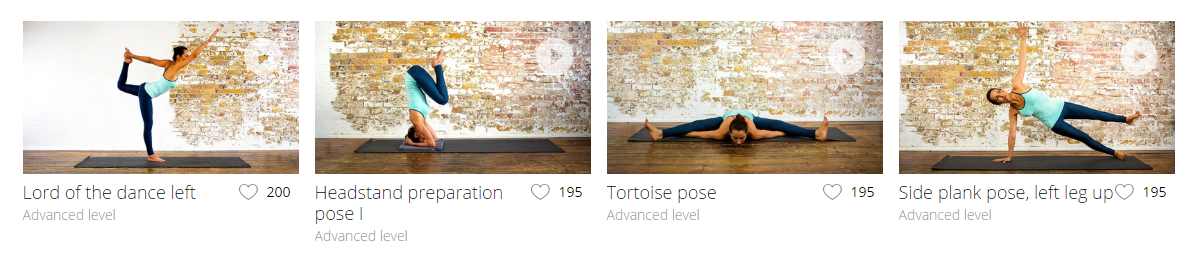 Lord of the dance left
200
Advanced level
Headstand preparation
pose I
195
Advanced level
Tortoise pose
195
Advanced level
Side plank pose, left leg up
195
Advanced level